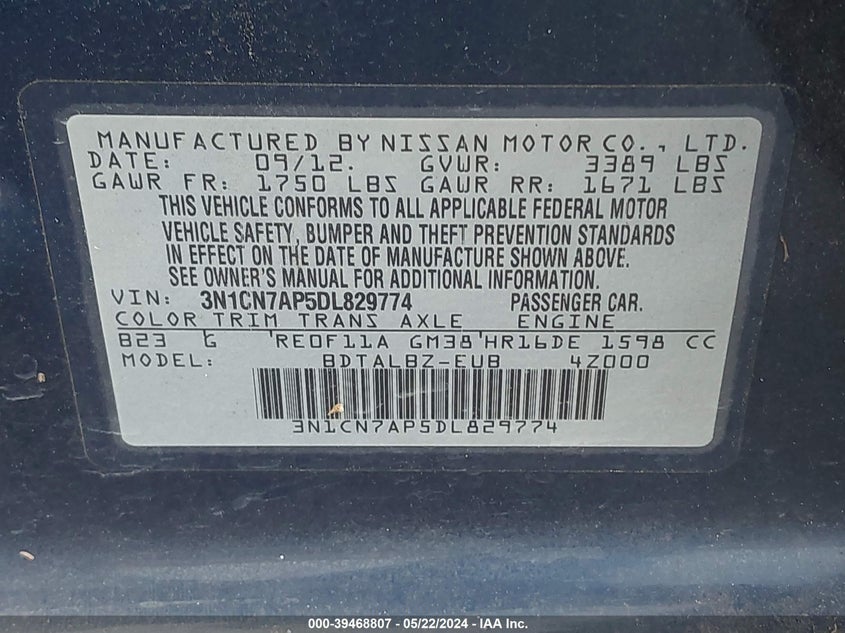 MANUFACTURED BY NISSAN MOTOR CO., LTD.
DATE: 09/12. GVWR: 3389 LBS
GAWR FR: 1750 LBS GAWR RR: 1671 LBS
THIS VEHICLE CONFORMS TO ALL APPLICABLE FEDERAL MOTOR
VEHICLE SAFETY, BUMPER AND THEFT PREVENTION STANDARDS
IN EFFECT ON THE DATE OF MANUFACTURE SHOWN ABOVE.
SEE OWNER'S MANUAL FOR ADDITIONAL INFORMATION.
VIN: 3N1CN7AP5DL829774 PASSENGER CAR.
COLOR TRIM TRANS AXLE ENGINE
B23 G RE0F11A GM38 HR16DE 1598 CC
MODEL: BDTALBZ-EUB 4Z000
3N1CN7AP5DL829774
000-39468807 - 05/22/2024 - IAA Inc.